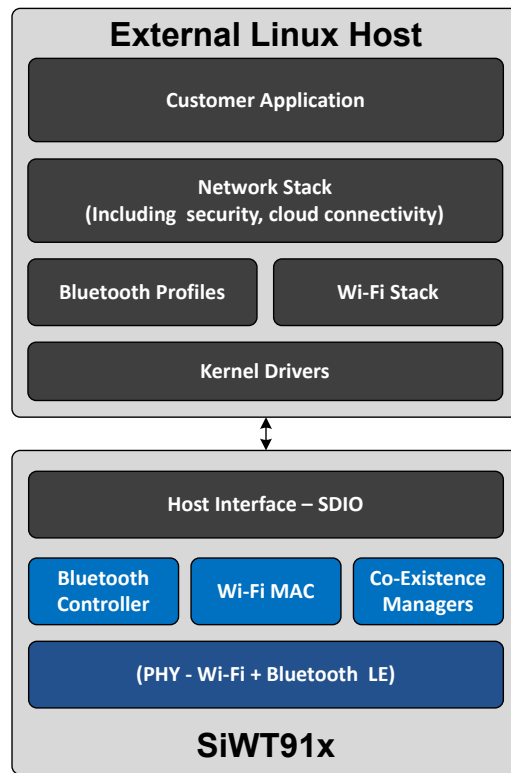 External Linux Host
Customer Application
Network Stack
(Including security, cloud connectivity)
Bluetooth Profiles
Wi-Fi Stack
Kernel Drivers
Host Interface – SDIO
Bluetooth
Controller
Wi-Fi MAC
Co-Existence
Managers
(PHY - Wi-Fi + Bluetooth LE)
SiWT91x